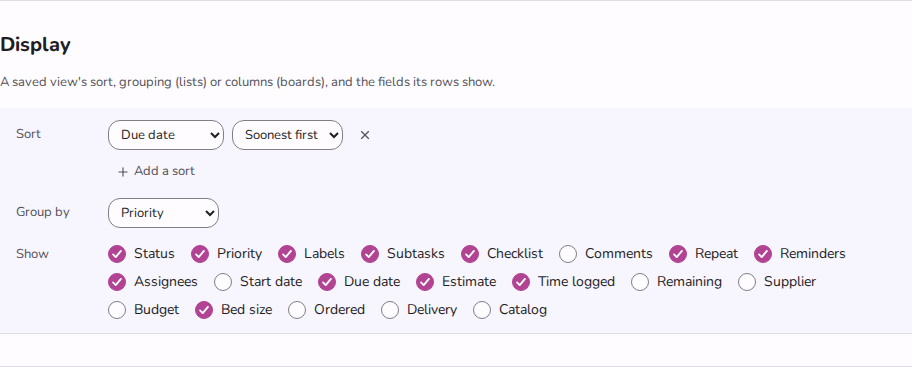 Display
A saved view's sort, grouping (lists) or columns (boards), and the fields its rows show.
Sort Due date Soonest first ×
+ Add a sort
Group by Priority
Show Status Priority Labels Subtasks Checklist Comments Repeat Reminders
Assignees Start date Due date Estimate Time logged Remaining Supplier
Budget Bed size Ordered Delivery Catalog